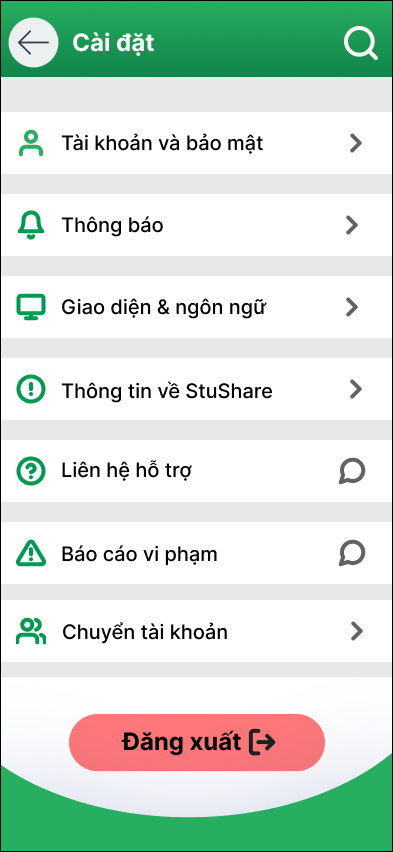 Cài đặt
Tài khoản và bảo mật
Thông báo
Giao diện & ngôn ngữ
Thông tin về StuShare
Liên hệ hỗ trợ
Báo cáo vi phạm
Chuyển tài khoản
Đăng xuất